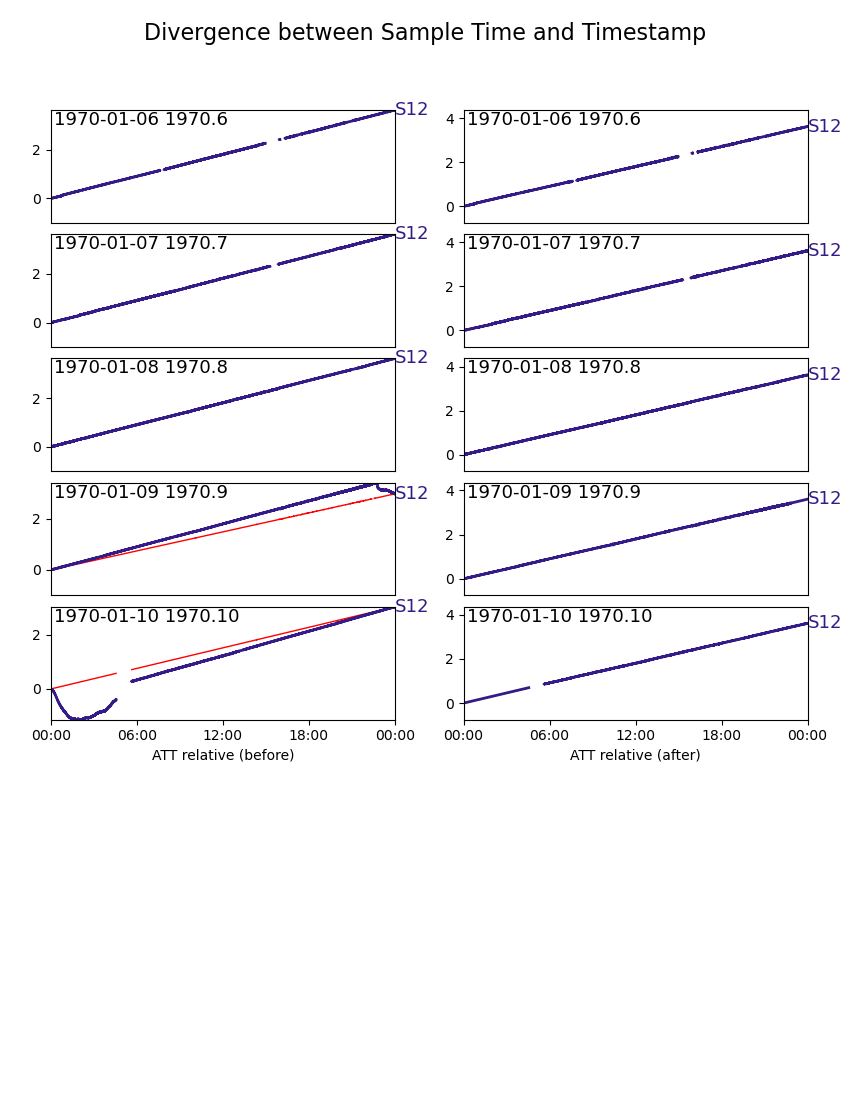 Divergence between Sample Time and Timestamp
1970-01-06 1970.6
S12
0
2
1970-01-06 1970.6
S12
0
2
4
1970-01-07 1970.7
S12
0
2
1970-01-07 1970.7
S12
0
2
4
1970-01-08 1970.8
S12
0
2
1970-01-08 1970.8
S12
0
2
4
1970-01-09 1970.9
S12
0
2
1970-01-09 1970.9
S12
0
2
4
1970-01-10 1970.10
S12
0
2
00:00 06:00 12:00 18:00 00:00
ATT relative (before)
1970-01-10 1970.10
S12
0
2
4
00:00 06:00 12:00 18:00 00:00
ATT relative (after)